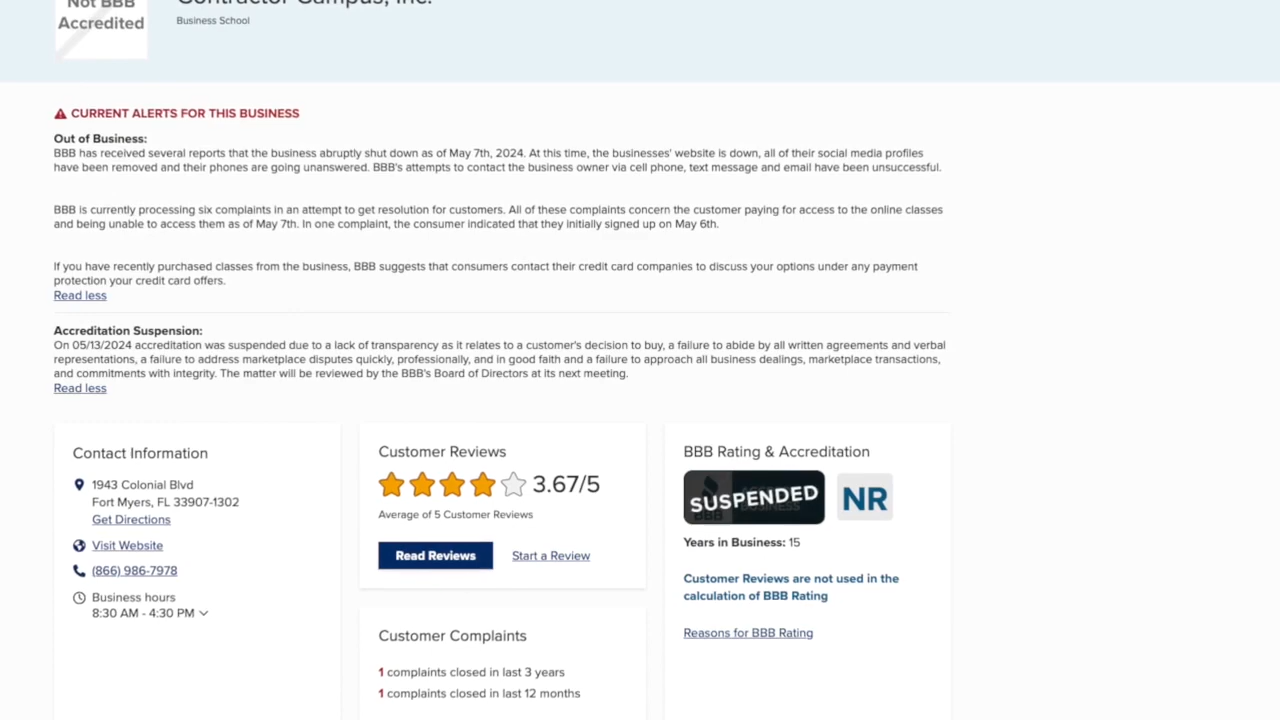 Not BBB
Accredited
Contractor Campus, Inc.
Business School
CURRENT ALERTS FOR THIS BUSINESS
Out of Business:
BBB has received several reports that the business abruptly shut down as of May 7th, 2024. At this time, the businesses' website is down, all of their social media profiles
have been removed and their phones are going unanswered. BBB's attempts to contact the business owner via cell phone, text message and email have been unsuccessful.
BBB is currently processing six complaints in an attempt to get resolution for customers. All of these complaints concern the customer paying for access to the online classes
and being unable to access them as of May 7th. In one complaint, the consumer indicated that they initially signed up on May 6th.
If you have recently purchased classes from the business, BBB suggests that consumers contact their credit card companies to discuss your options under any payment
protection your credit card offers.
Read less
Accreditation Suspension:
On 05/13/2024 accreditation was suspended due to a lack of transparency as it relates to a customer's decision to buy, a failure to abide by all written agreements and verbal
representations, a failure to address marketplace disputes quickly, professionally, and in good faith and a failure to approach all business dealings, marketplace transactions,
and commitments with integrity. The matter will be reviewed by the BBB's Board of Directors at its next meeting.
Read less
Contact Information
1943 Colonial Blvd
Fort Myers, FL 33907-1302
Get Directions
Visit Website
(866) 986-7978
Business hours
8:30 AM - 4:30 PM
Customer Reviews
3.67/5
Average of 5 Customer Reviews
Read Reviews Start a Review
Customer Complaints
1 complaints closed in last 3 years
1 complaints closed in last 12 months
BBB Rating & Accreditation
SUSPENDED NR
Years in Business: 15
Customer Reviews are not used in the
calculation of BBB Rating
Reasons for BBB Rating